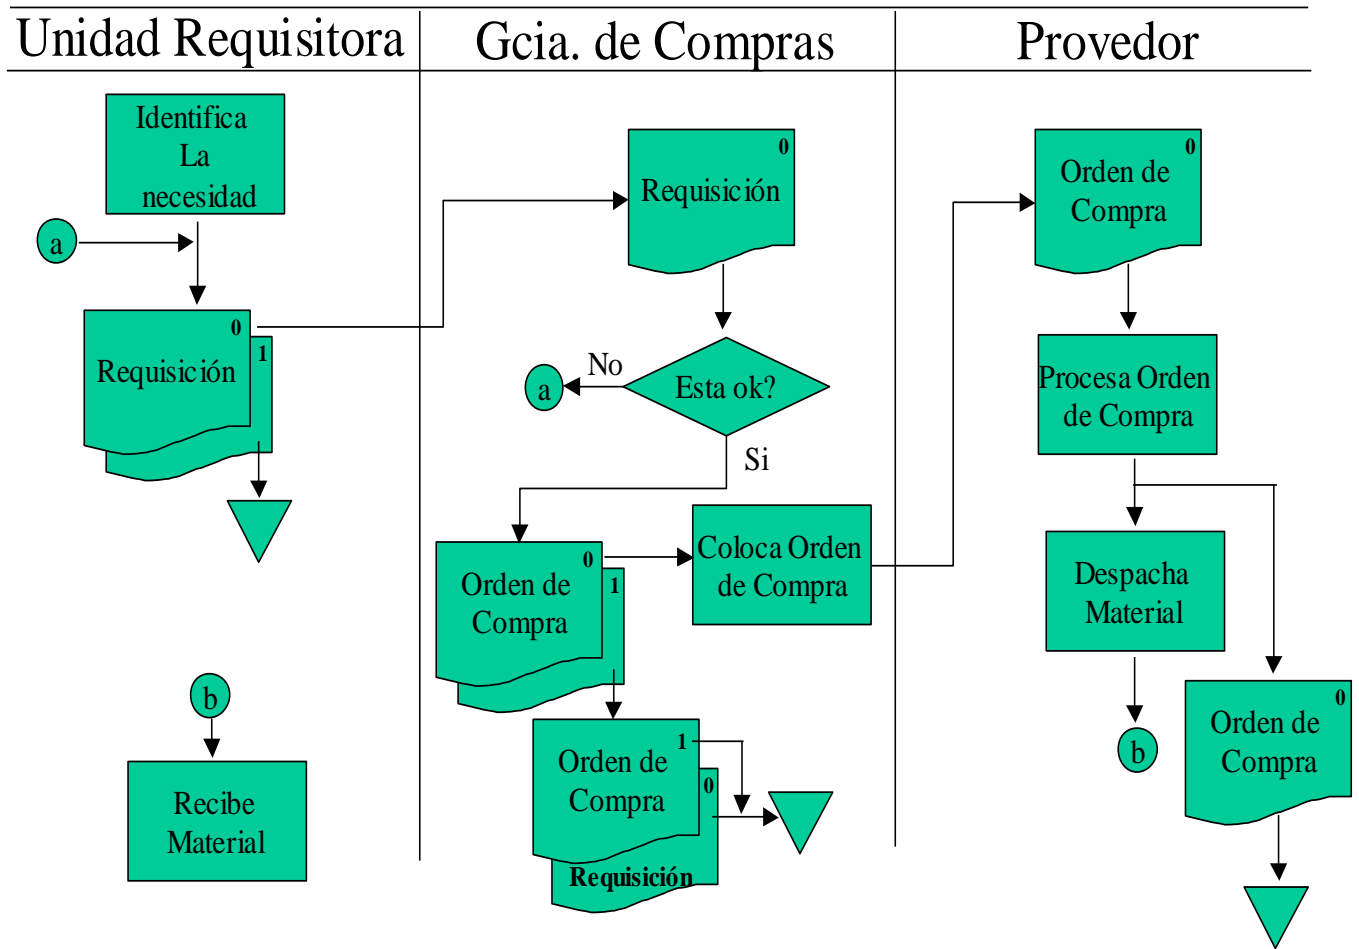 Unidad Requisitora
Gcia. de Compras
Provedor
Identifica
La
necesidad
a
0
Requisición
1
b
Recibe
Material
0
Requisición
Esta ok?
No
a
Si
0
Orden de
Compra
1
Coloca Orden
de Compra
1
Orden de
Compra
0
Requisición
0
Orden de
Compra
Procesa Orden
de Compra
Despacha
Material
b
0
Orden de
Compra